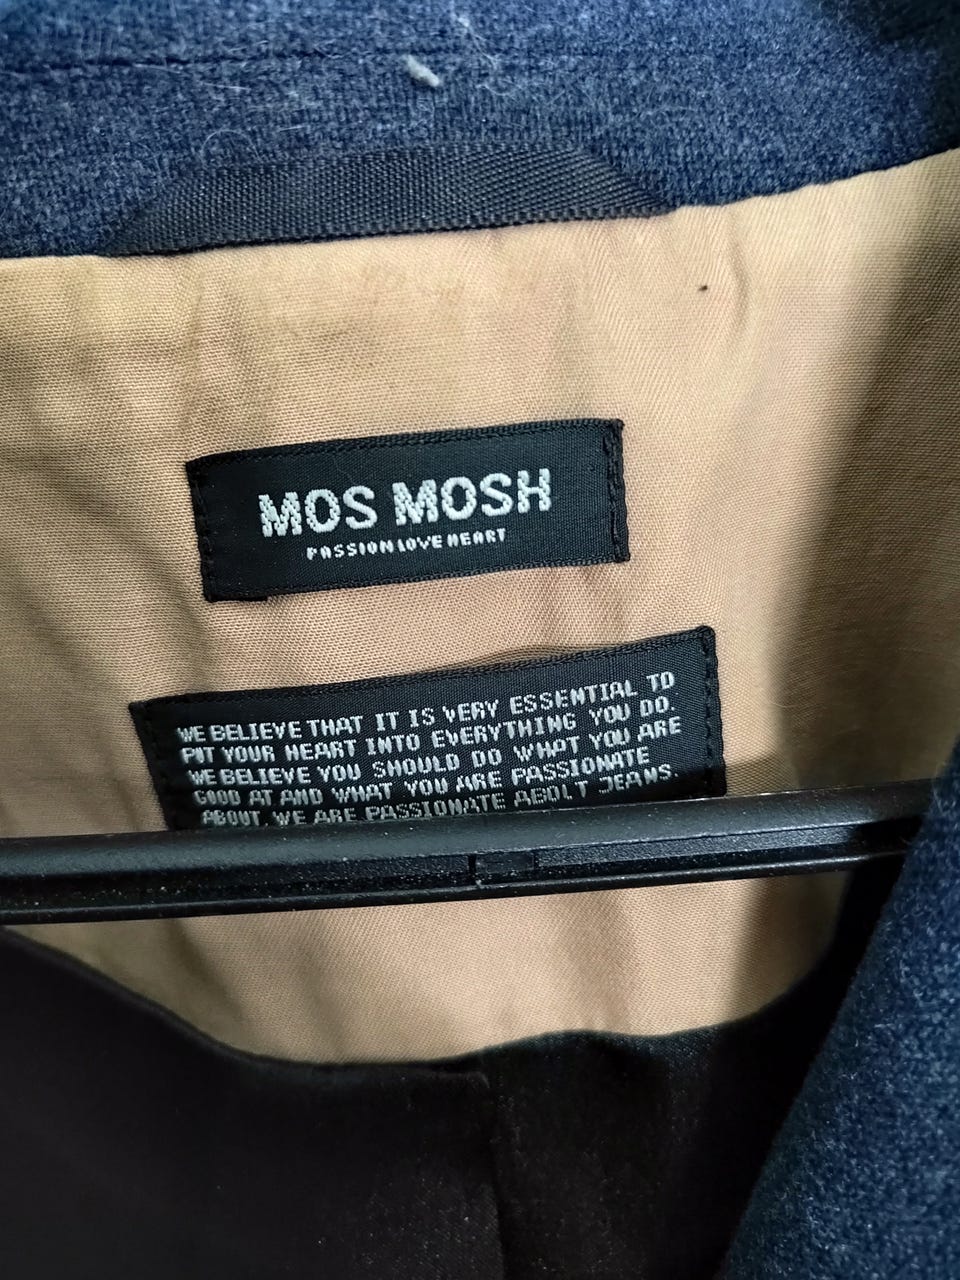 MOS MOSH
PASSION LOVE HEART
WE BELIEVE THAT IT IS VERY ESSENTIAL TO
PUT YOUR HEART INTO EVERYTHING YOU DO.
WE BELIEVE YOU SHOULD DO WHAT YOU ARE
GOOD AT AND WHAT YOU ARE PASSIONATE
ABOUT. WE ARE PASSIONATE ABOUT JEANS.